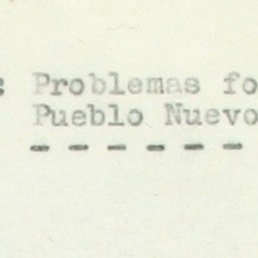 : Problemas fo
Pueblo Nuevo
- - - - - -